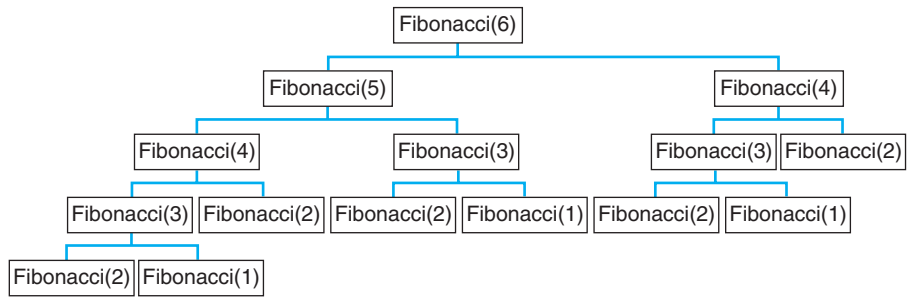 Fibonacci(6)
Fibonacci(5) Fibonacci(4)
Fibonacci(4) Fibonacci(3) Fibonacci(3) Fibonacci(2)
Fibonacci(3) Fibonacci(2) Fibonacci(2) Fibonacci(1) Fibonacci(2) Fibonacci(1)
Fibonacci(2) Fibonacci(1)